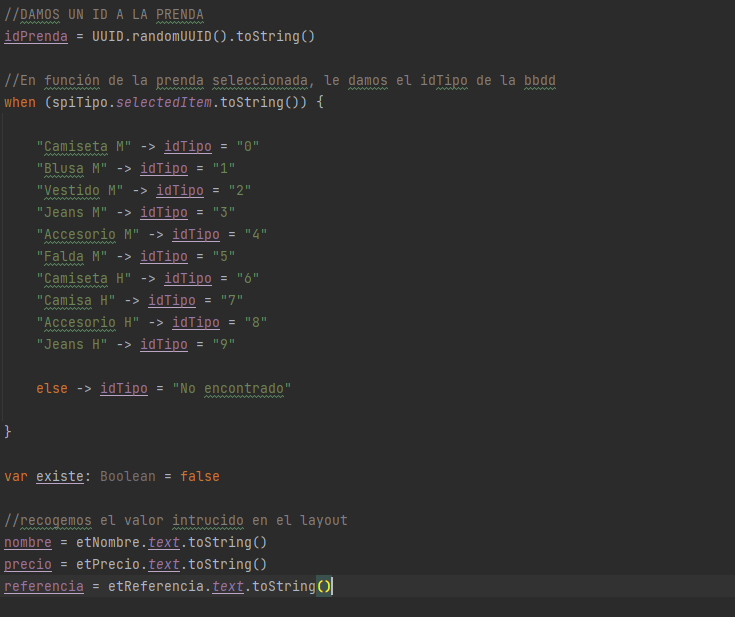 //DAMOS UN ID A LA PRENDA
idPrenda = UUID.randomUUID().toString()
//En función de la prenda seleccionada, le damos el idTipo de la bbdd
when (spiTipo.selectedItem.toString()) {
"Camiseta M" -> idTipo = "0"
"Blusa M" -> idTipo = "1"
"Vestido M" -> idTipo = "2"
"Jeans M" -> idTipo = "3"
"Accesorio M" -> idTipo = "4"
"Falda M" -> idTipo = "5"
"Camiseta H" -> idTipo = "6"
"Camisa H" -> idTipo = "7"
"Accesorio H" -> idTipo = "8"
"Jeans H" -> idTipo = "9"
else -> idTipo = "No encontrado"
}
var existe: Boolean = false
//recogemos el valor intrucido en el layout
nombre = etNombre.text.toString()
precio = etPrecio.text.toString()
referencia = etReferencia.text.toString()